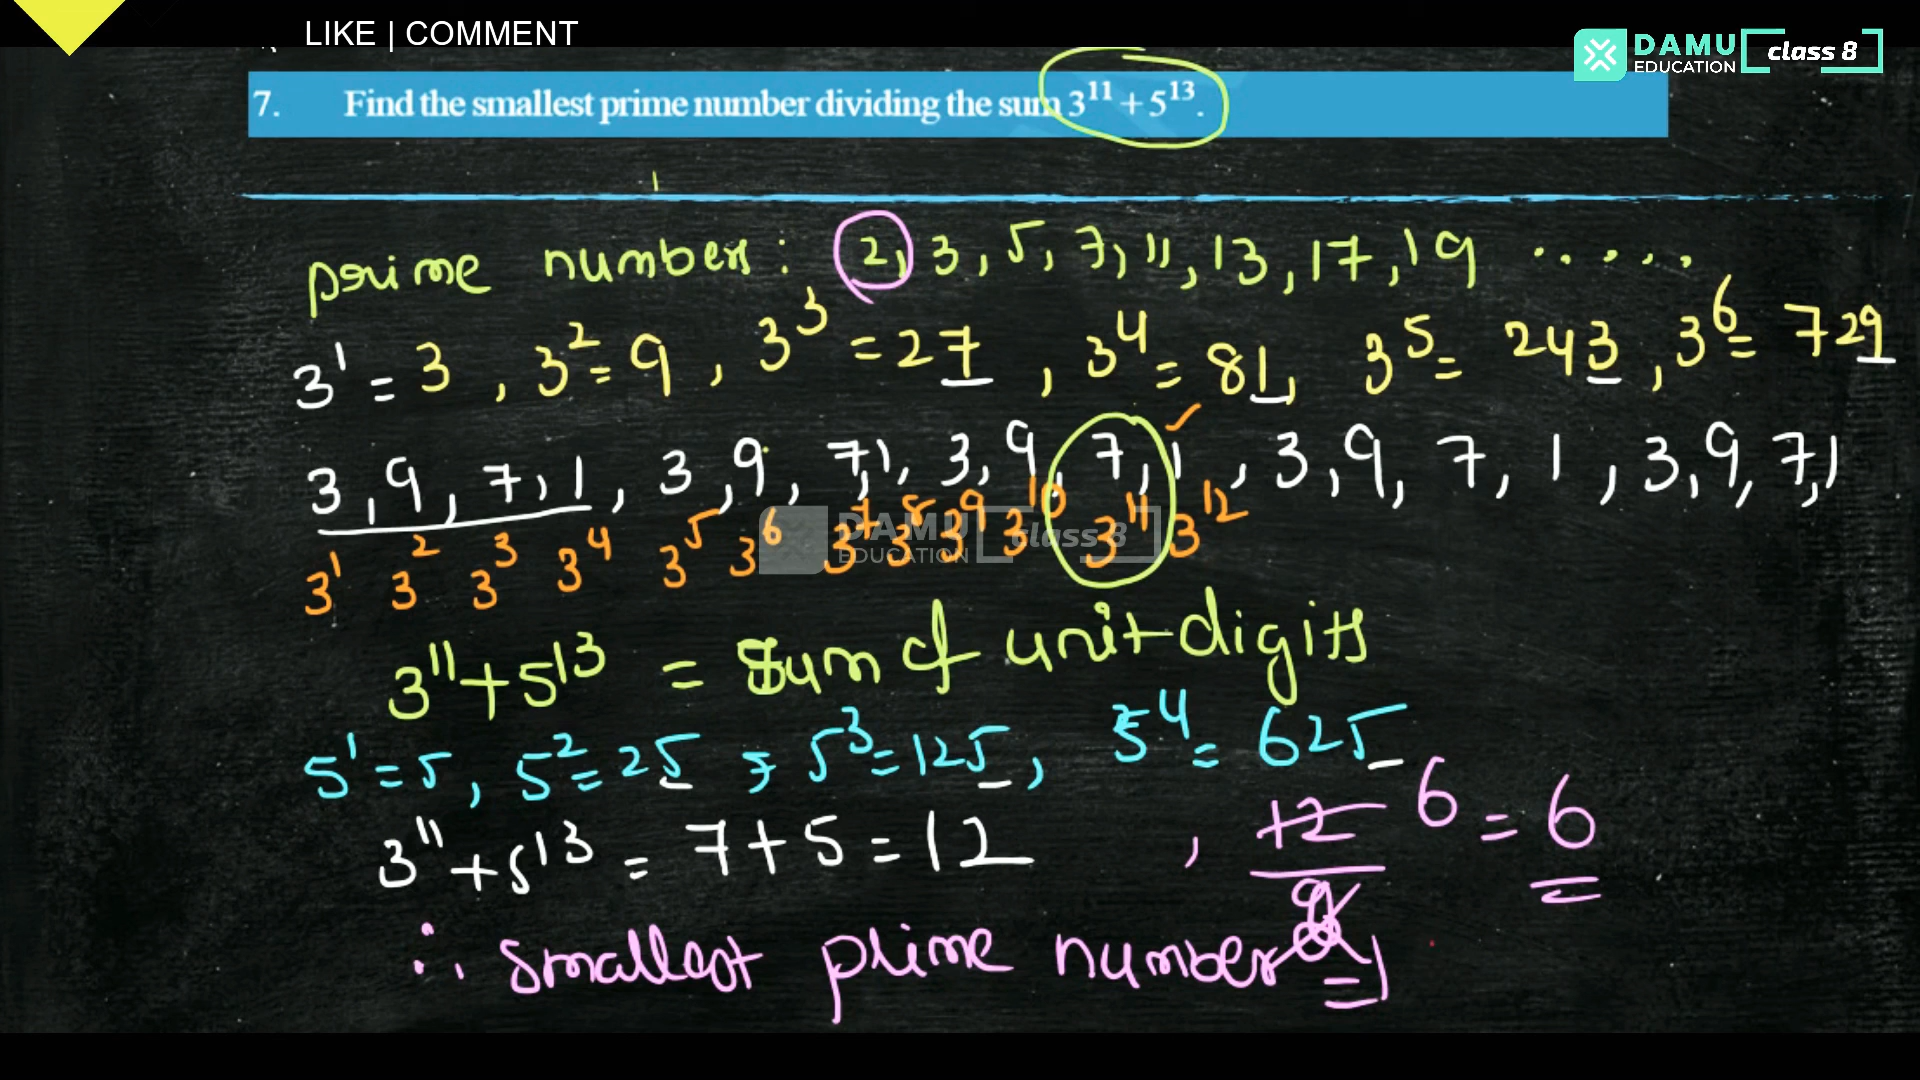 LIKE | COMMENT
DAMU
EDUCATION
class 8
7. Find the smallest prime number dividing the sum 3¹¹ + 5¹³.
prime number: 2, 3, 5, 7, 11, 13, 17, 19 ......
3¹ = 3, 3² = 9, 3³ = 27, 3⁴ = 81, 3⁵ = 243, 3⁶ = 729
3, 9, 7, 1, 3, 9, 7, 1, 3, 9, 7, 1, 3, 9, 7, 1, 3, 9, 7, 1
3¹ 3² 3³ 3⁴ 3⁵ 3⁶ 3⁷ 3⁸ 3⁹ 3¹⁰ 3¹¹ 3¹²
DAMU
EDUCATION
class 8
3¹¹ + 5¹³ = Sum of unit digits
5¹ = 5, 5² = 25, 5³ = 125, 5⁴ = 625
3¹¹ + 5¹³ = 7 + 5 = 12, 12 6 = 6
∴ smallest prime number